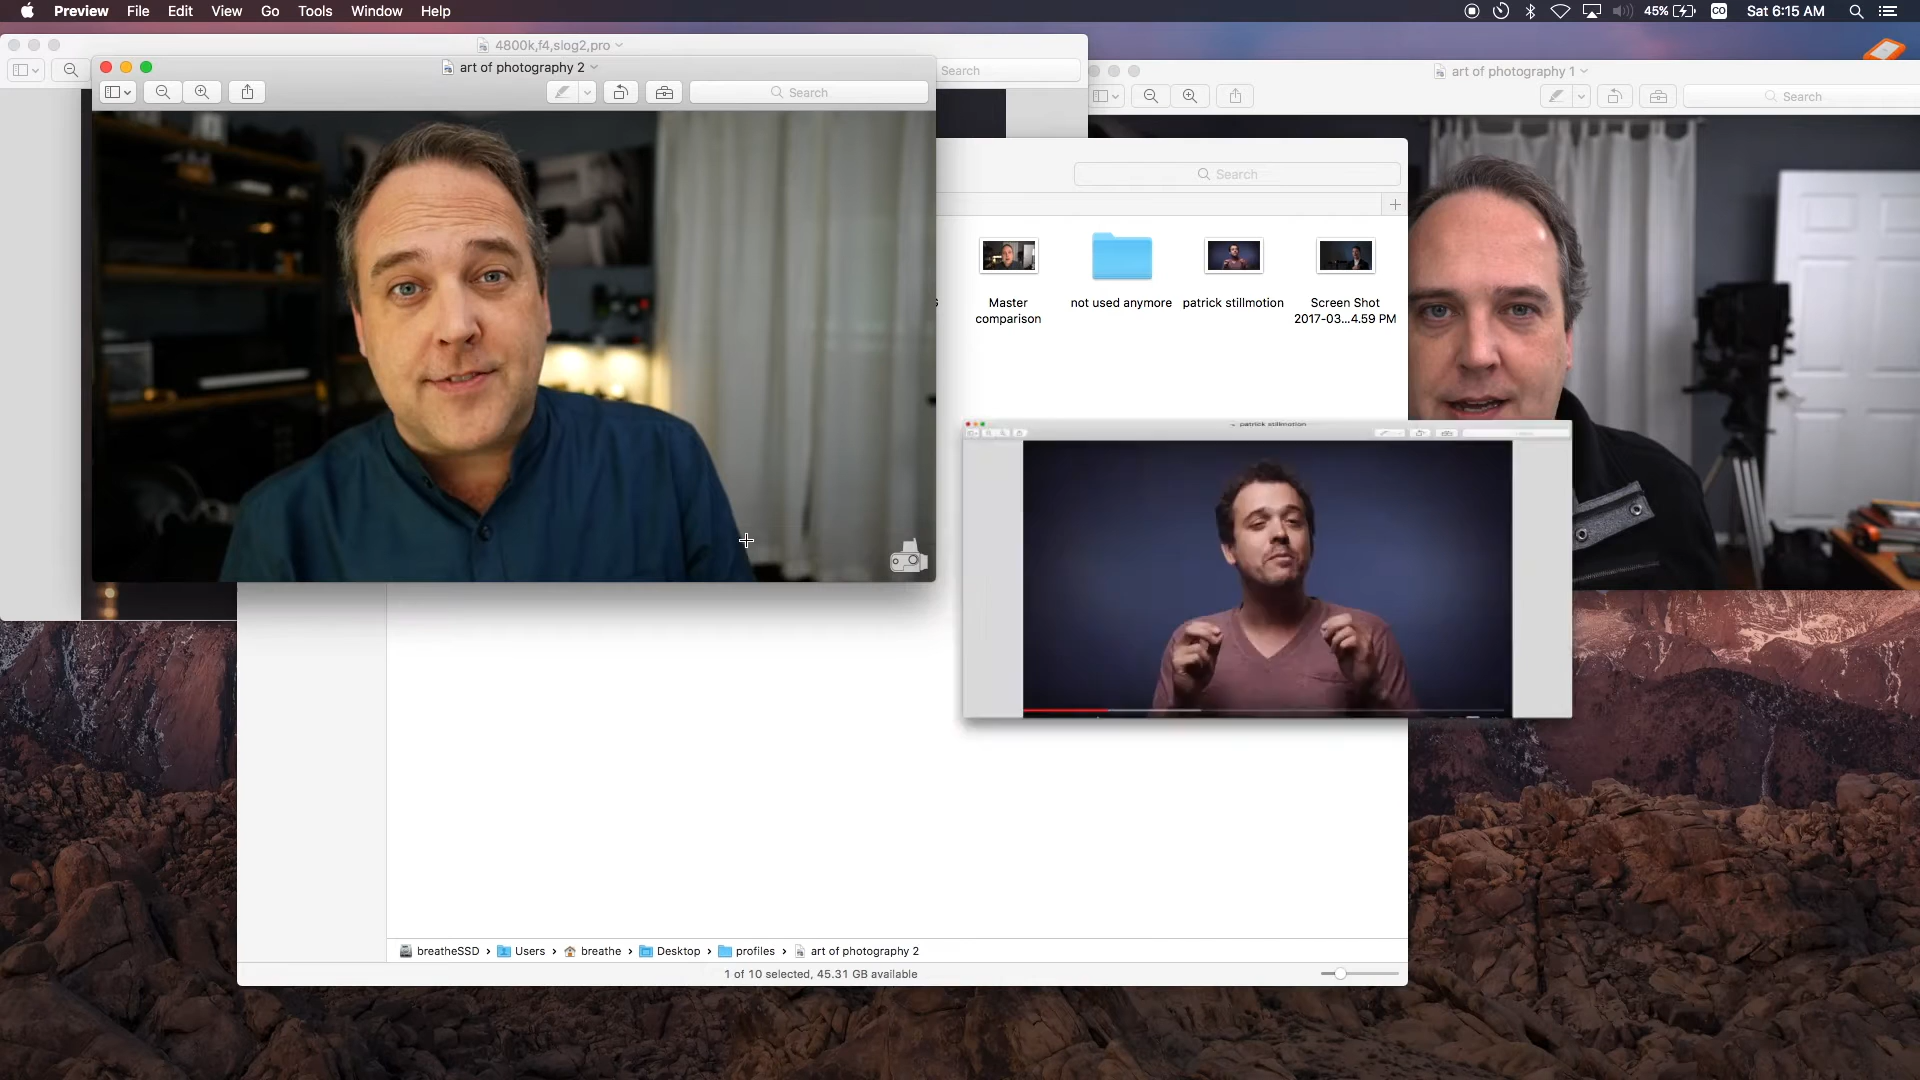 Preview File Edit View Go Tools Window Help
45% Sat 6:15 AM
4800k,f4,slog2,pro
Search
art of photography 2
Search
art of photography 1
Search
Search
Master comparison
not used anymore
patrick stillmotion
Screen Shot
2017-03...4.59 PM
patrick stillmotion
breatheSSD › Users › breathe › Desktop › profiles › art of photography 2
1 of 10 selected, 45.31 GB available